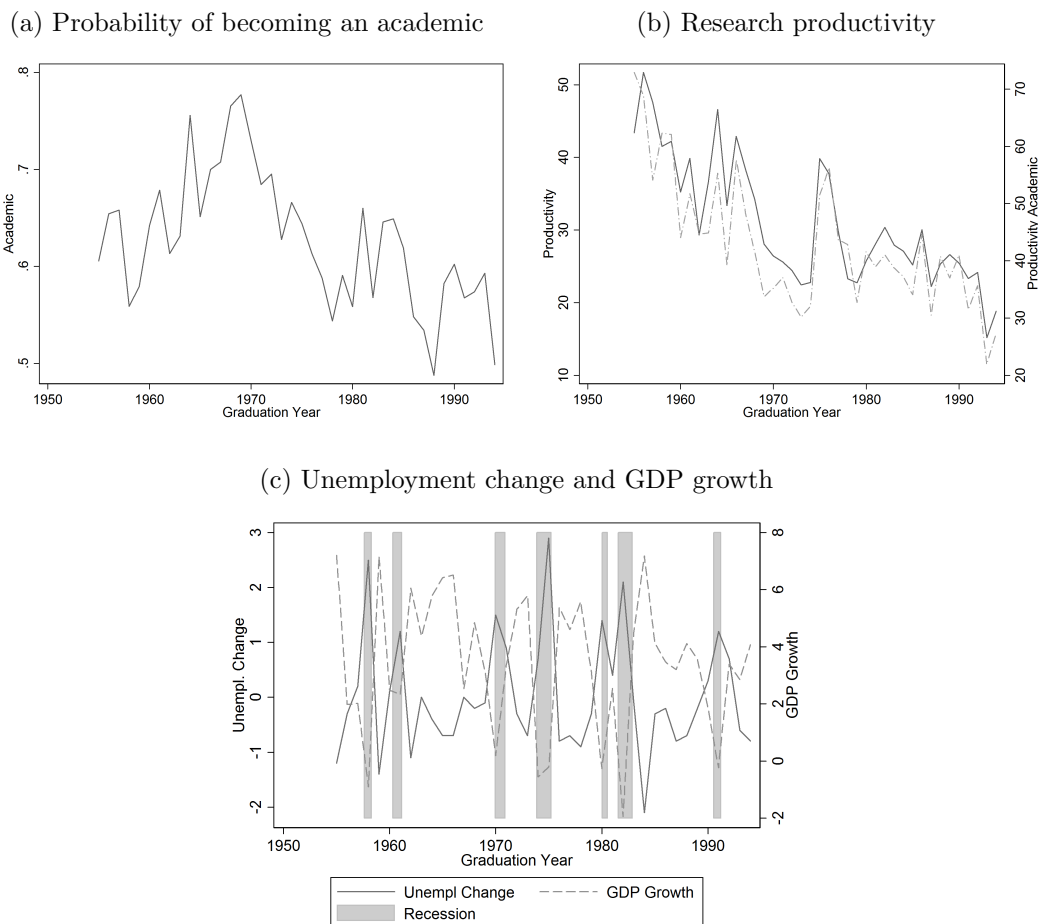 (a) Probability of becoming an academic
.8
.7
.6
.5
Academic
1950 1960 1970 1980 1990
Graduation Year
(b) Research productivity
50
40
30
20
10
Productivity
70
60
50
40
30
20
Productivity Academic
1950 1960 1970 1980 1990
Graduation Year
(c) Unemployment change and GDP growth
3
2
1
0
-1
-2
Unempl. Change
8
6
4
2
0
-2
GDP Growth
1950 1960 1970 1980 1990
Graduation Year
Unempl Change GDP Growth
Recession